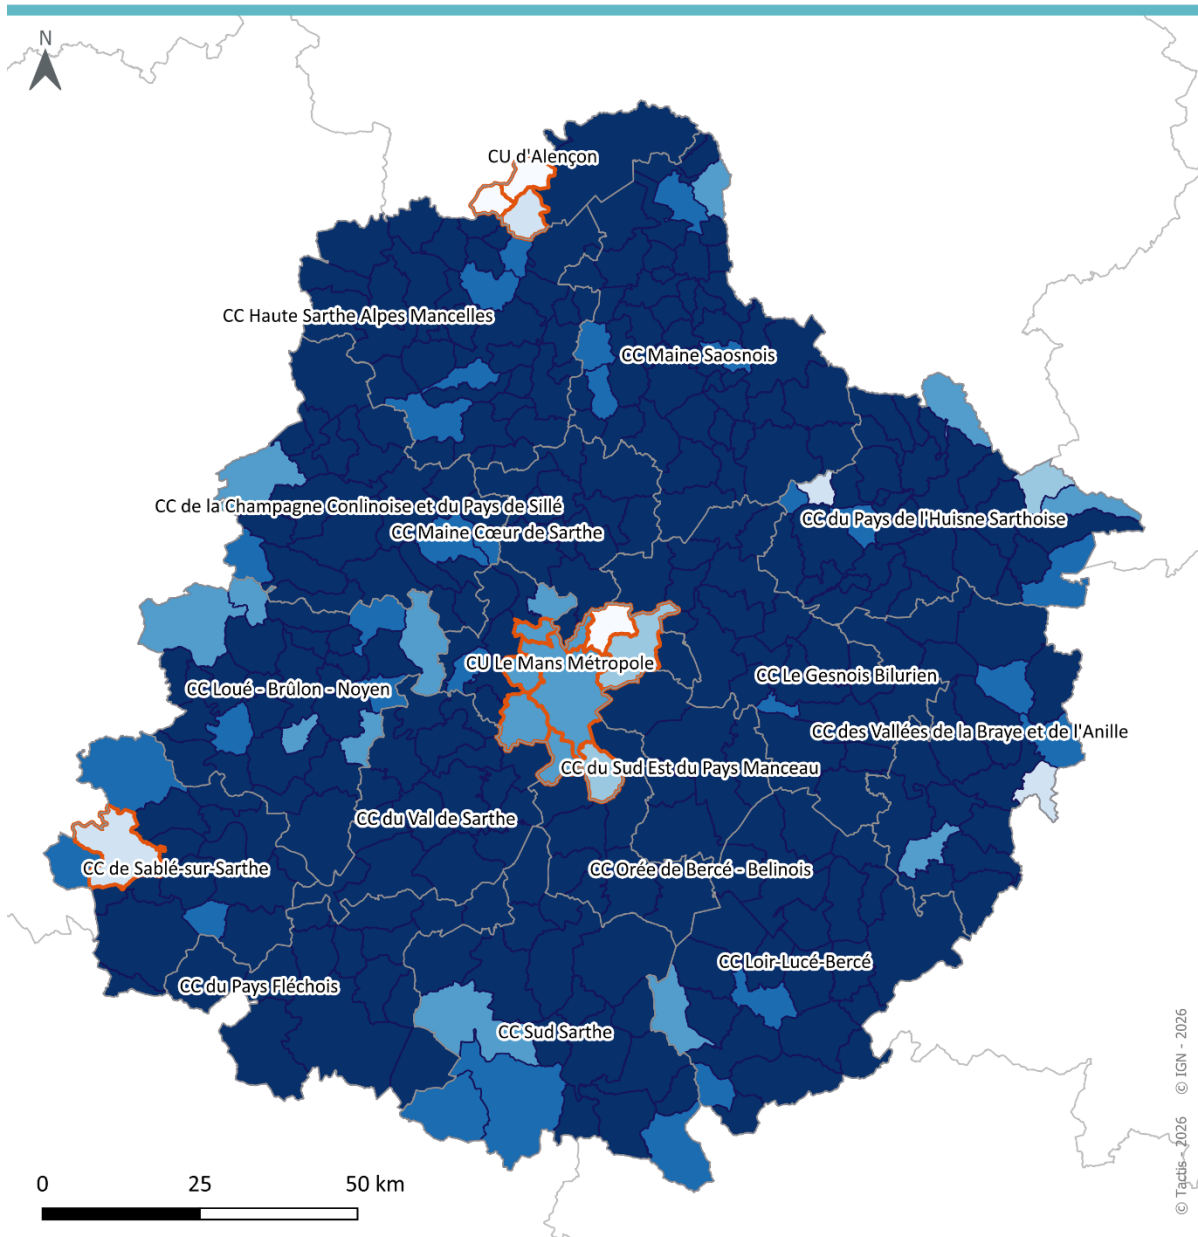 N
CU d'Alençon
CC Haute Sarthe Alpes Mancelles
CC Maine Saosnois
CC de la Champagne Conlinoise et du Pays de Sillé
CC Maine Cœur de Sarthe
CC du Pays de l'Huisne Sarthoise
CU Le Mans Métropole
CC Le Gesnois Bilurien
CC Loué - Brûlon - Noyen
CC des Vallées de la Braye et de l'Anille
CC du Sud Est du Pays Manceau
CC du Val de Sarthe
CC de Sablé-sur-Sarthe
CC Orée de Bercé - Belinois
CC Loir-Lucé-Bercé
CC du Pays Fléchois
CC Sud Sarthe
0 25 50 km
© Tactis - 2026 © IGN - 2026